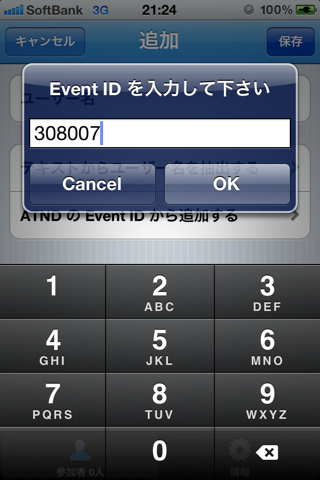 SoftBank 3G 21:24 100%
キャンセル 追加 保存
ユーザー名
Event ID を入力して下さい
308007
テキストからユーザー名を抽出する
Cancel OK
ATND の Event ID から追加する
1 2 ABC 3 DEF
4 GHI 5 JKL 6 MNO
7 PQRS 8 TUV 9 WXYZ
0
参加者 0人 情報